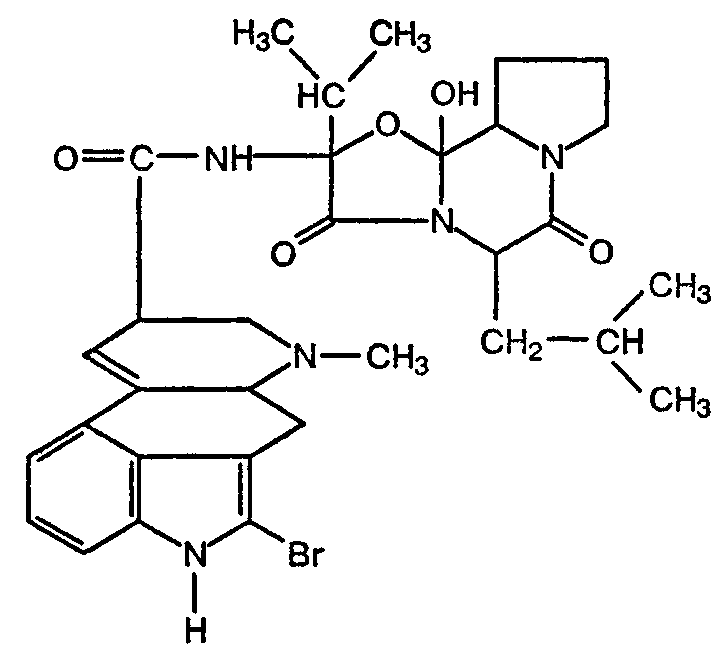 H₃C CH₃
HC OH
O
O=C–NH N
O N O
CH₃
CH₂–CH
N–CH₃
CH₃
N Br
H